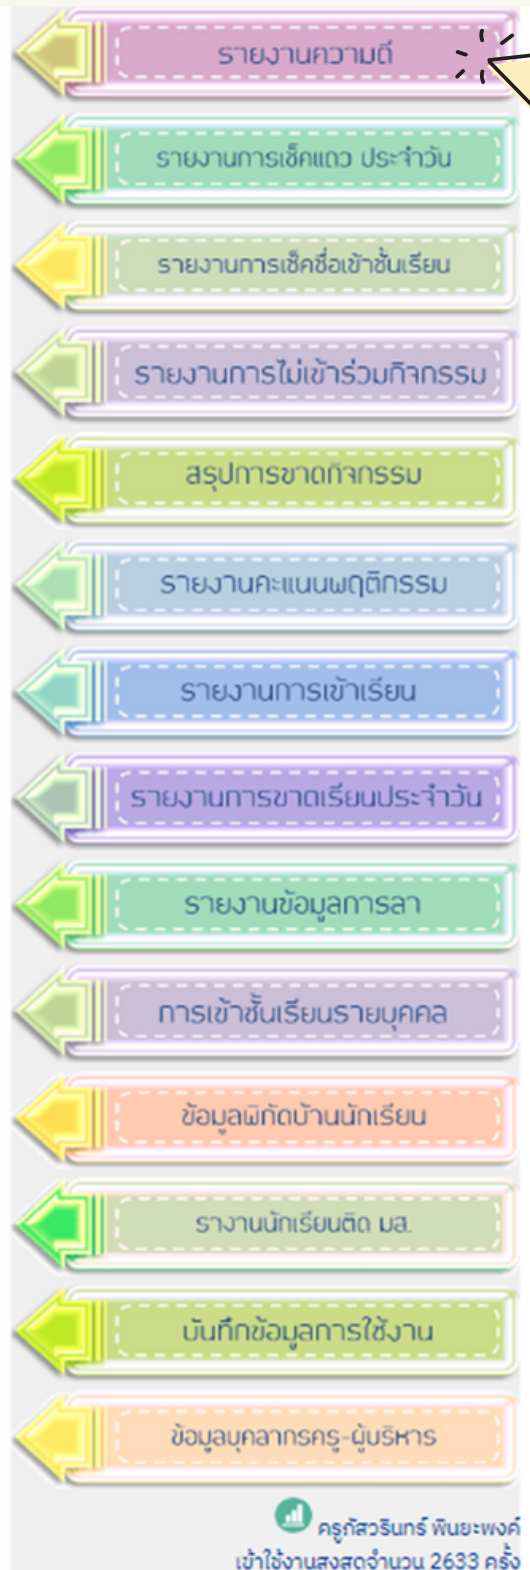 รายงานความดี
รายงานการเช็คแถว ประจำวัน
รายงานการเช็คชื่อเข้าชั้นเรียน
รายงานการไม่เข้าร่วมกิจกรรม
สรุปการขาดกิจกรรม
รายงานคะแนนพฤติกรรม
รายงานการเข้าเรียน
รายงานการขาดเรียนประจำวัน
รายงานข้อมูลการลา
การเข้าชั้นเรียนรายบุคคล
ข้อมูลพิกัดบ้านนักเรียน
รางานนักเรียนติด มส.
บันทึกข้อมูลการใช้งาน
ข้อมูลบุคลากรครู-ผู้บริหาร
ครูภัสวรินทร์ พินยะพงค์
เข้าใช้งานสูงสุดจำนวน 2633 ครั้ง